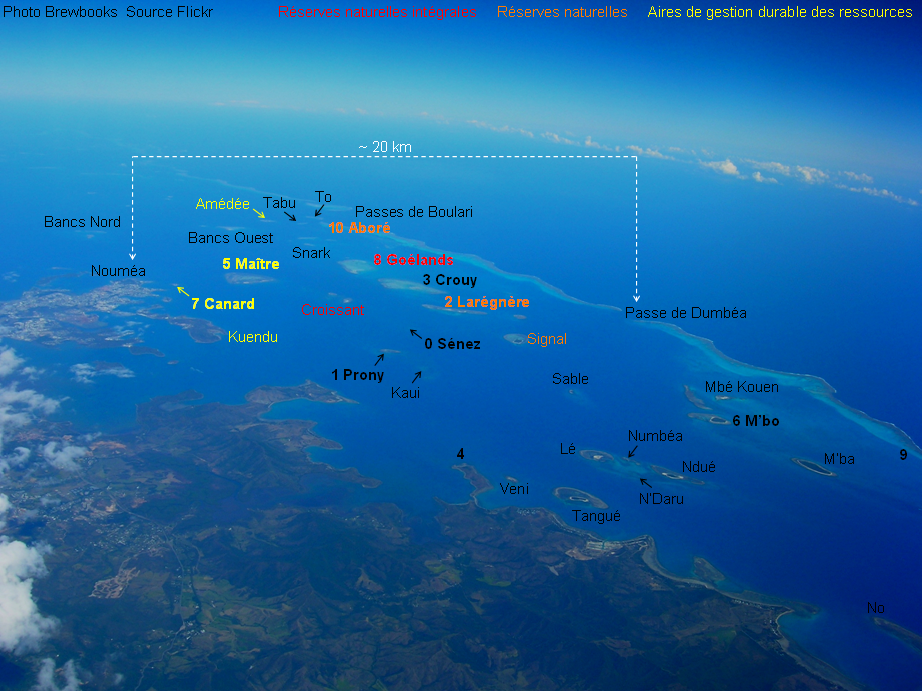 Photo Brewbooks Source Flickr
Réserves naturelles intégrales
Réserves naturelles
Aires de gestion durable des ressources
~ 20 km
Amédée
Tabu
To
Bancs Nord
Passes de Boulari
10 Aboré
Bancs Ouest
Snark
8 Goélands
5 Maître
Nouméa
3 Crouy
7 Canard
2 Larégnère
Croissant
Passe de Dumbéa
Kuendu
0 Sénez
Signal
1 Prony
Kaui
Sable
Mbé Kouen
6 M'bo
Numbéa
4
Lé
M'ba
9
Ndué
Veni
N'Daru
Tangué
No